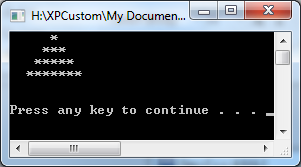 H:\XPCustom\My Documen...
*
***
*****
*******
Press any key to continue . . . _